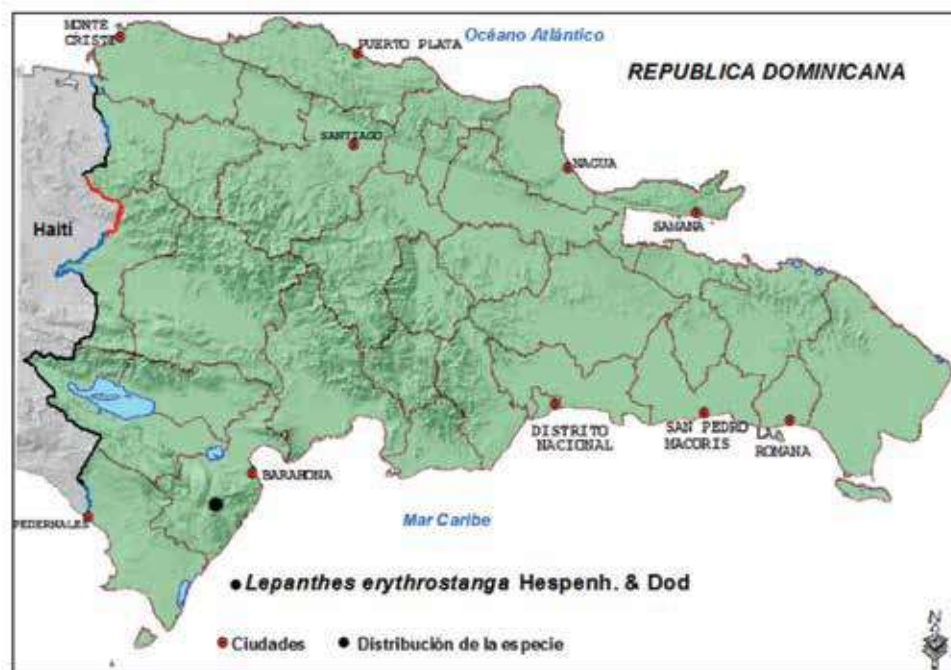 MONTE
CRISTI
PUERTO PLATA
Océano Atlántico
REPUBLICA DOMINICANA
SANTIAGO
NAGUA
SAMANA
Haití
DISTRITO
NACIONAL
SAN PEDRO
MACORIS
LA
ROMANA
BARAHONA
PEDERNALES
Mar Caribe
● Lepanthes erythrostanga Hespenh. & Dod
Ciudades ● Distribución de la especie
N